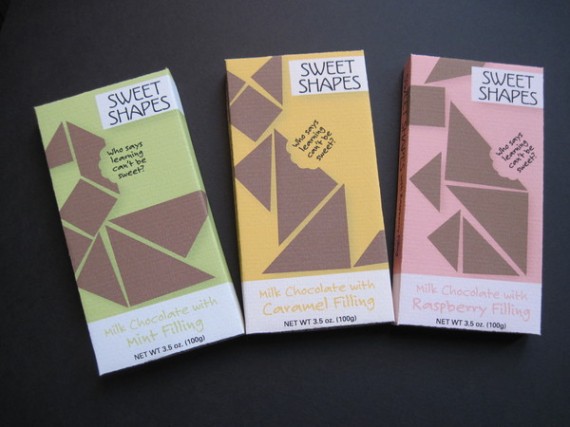 SWEET
SHAPES
Who says
learning
can't be
sweet?
Milk Chocolate with
Mint Filling
NET WT 3.5 oz. (100g)
SWEET
SHAPES
Who says
learning
can't be
sweet?
Milk Chocolate with
Caramel Filling
NET WT 3.5 oz. (100g)
SWEET
SHAPES
Who says
learning
can't be
sweet?
Milk Chocolate with
Raspberry Filling
NET WT 3.5 oz. (100g)